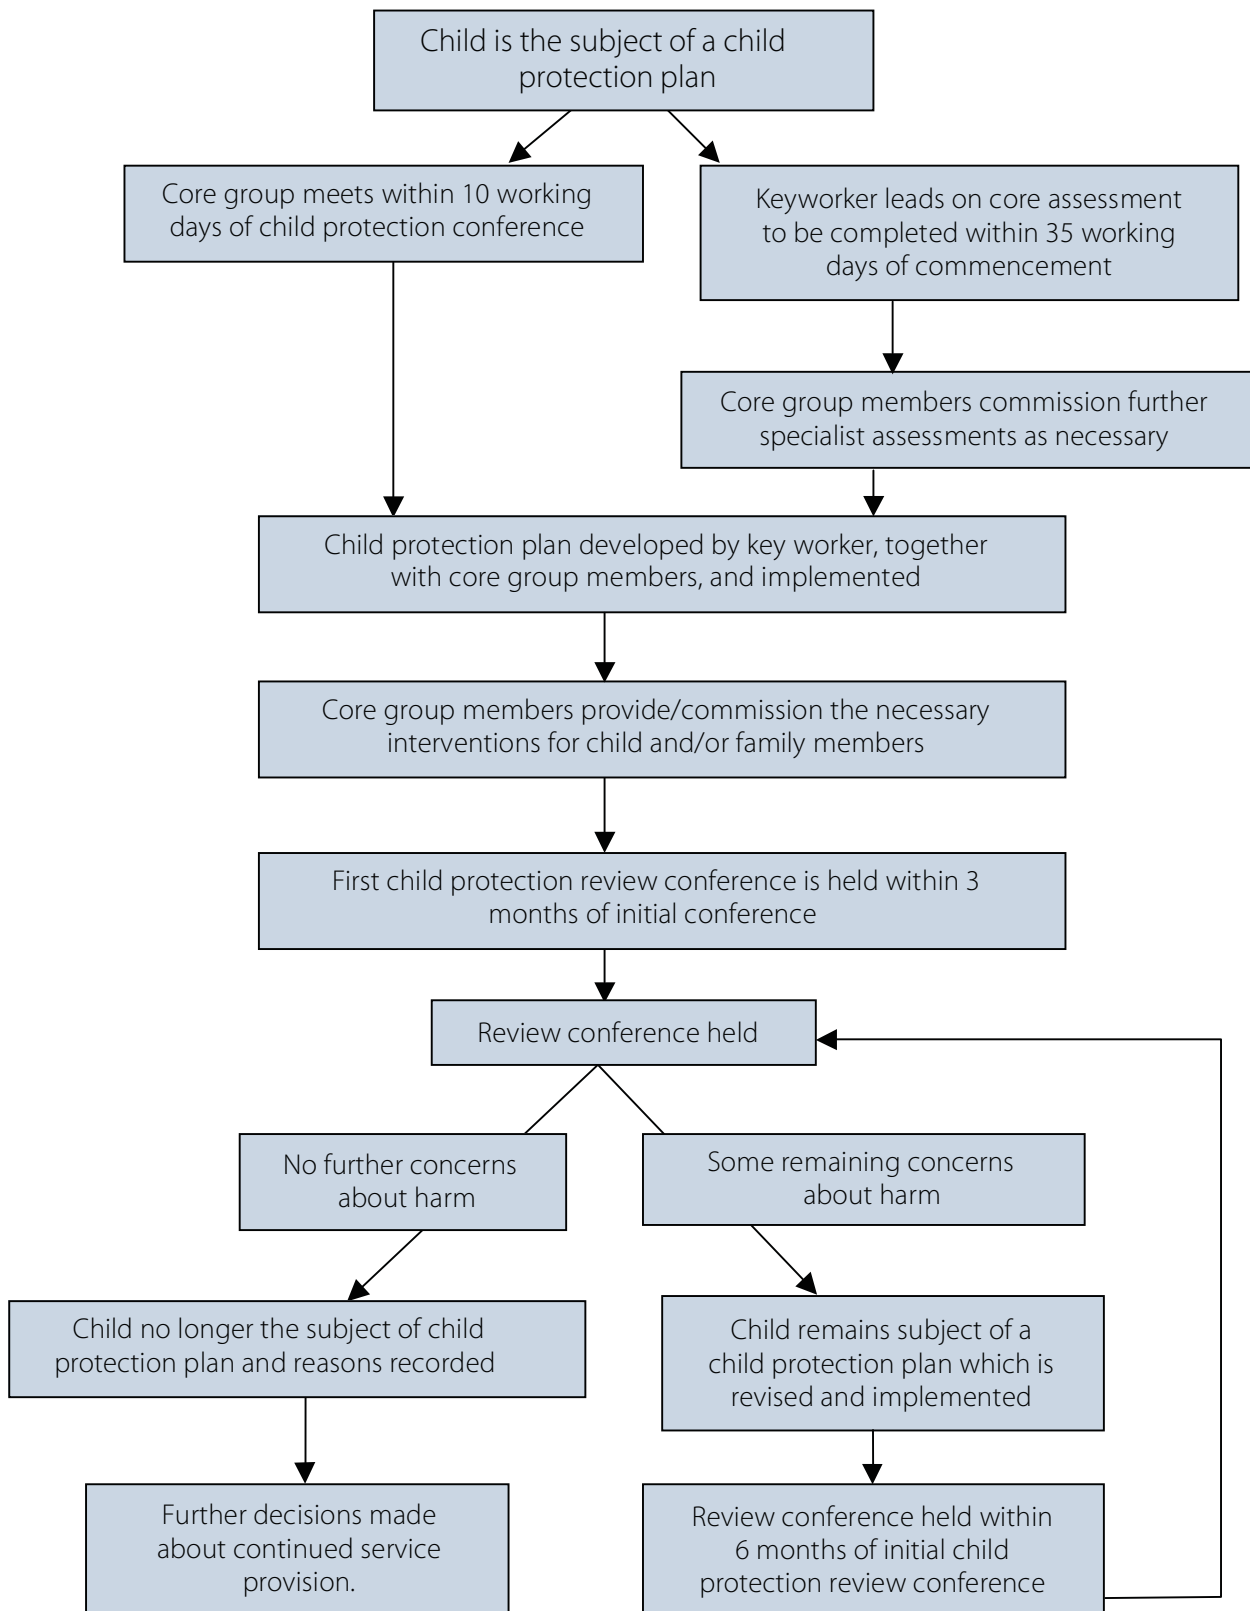 Child is the subject of a child
protection plan
Core group meets within 10 working
days of child protection conference
Keyworker leads on core assessment
to be completed within 35 working
days of commencement
Core group members commission further
specialist assessments as necessary
Child protection plan developed by key worker, together
with core group members, and implemented
Core group members provide/commission the necessary
interventions for child and/or family members
First child protection review conference is held within 3
months of initial conference
Review conference held
No further concerns
about harm
Some remaining concerns
about harm
Child no longer the subject of child
protection plan and reasons recorded
Child remains subject of a
child protection plan which is
revised and implemented
Further decisions made
about continued service
provision.
Review conference held within
6 months of initial child
protection review conference